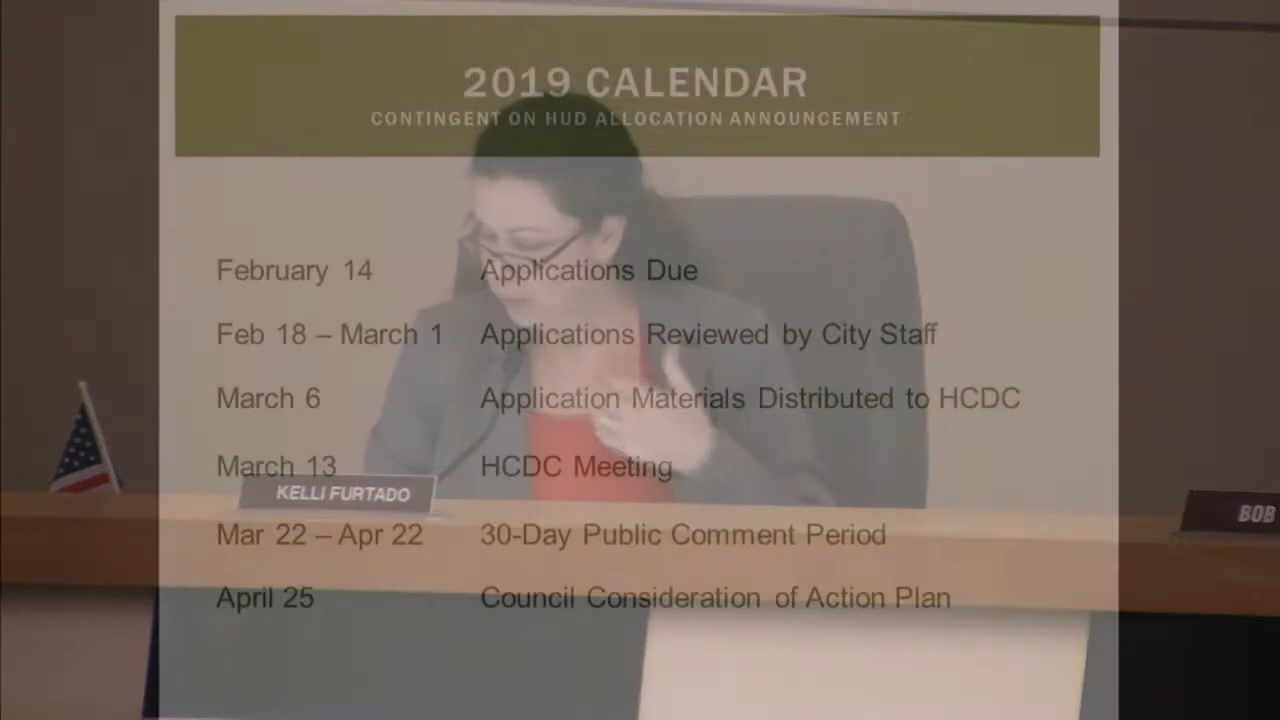 2019 CALENDAR
CONTINGENT ON HUD ALLOCATION ANNOUNCEMENT
February 14 Applications Due
Feb 18 – March 1 Applications Reviewed by City Staff
March 6 Application Materials Distributed to HCDC
March 13 HCDC Meeting
KELLI FURTADO
BOB
Mar 22 – Apr 22 30-Day Public Comment Period
April 25 Council Consideration of Action Plan